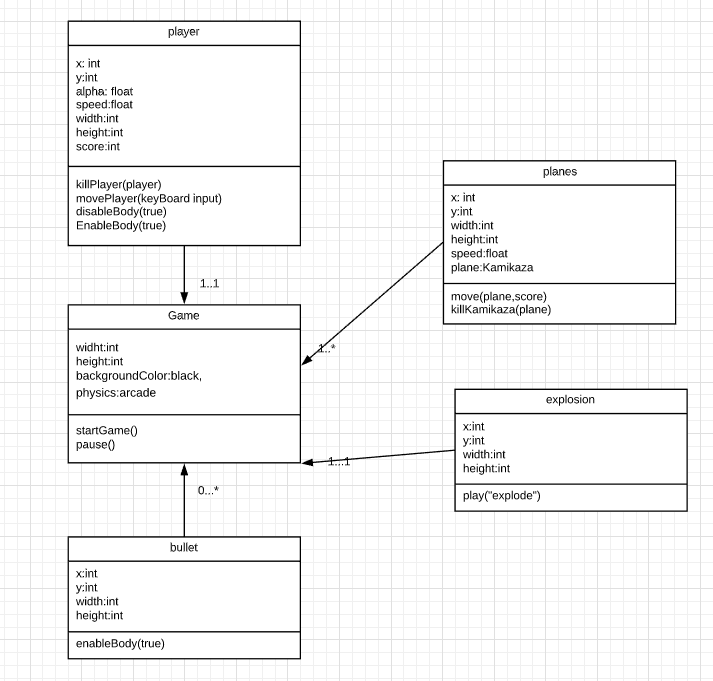 player
x: int
y:int
alpha: float
speed:float
width:int
height:int
score:int
killPlayer(player)
movePlayer(keyBoard input)
disableBody(true)
EnableBody(true)
1..1
Game
widht:int
height:int
backgroundColor:black,
physics:arcade
startGame()
pause()
0...*
bullet
x:int
y:int
width:int
height:int
enableBody(true)
planes
x: int
y:int
width:int
height:int
speed:float
plane:Kamikaza
move(plane,score)
killKamikaza(plane)
1..*
explosion
x:int
y:int
width:int
height:int
play("explode")
1...1